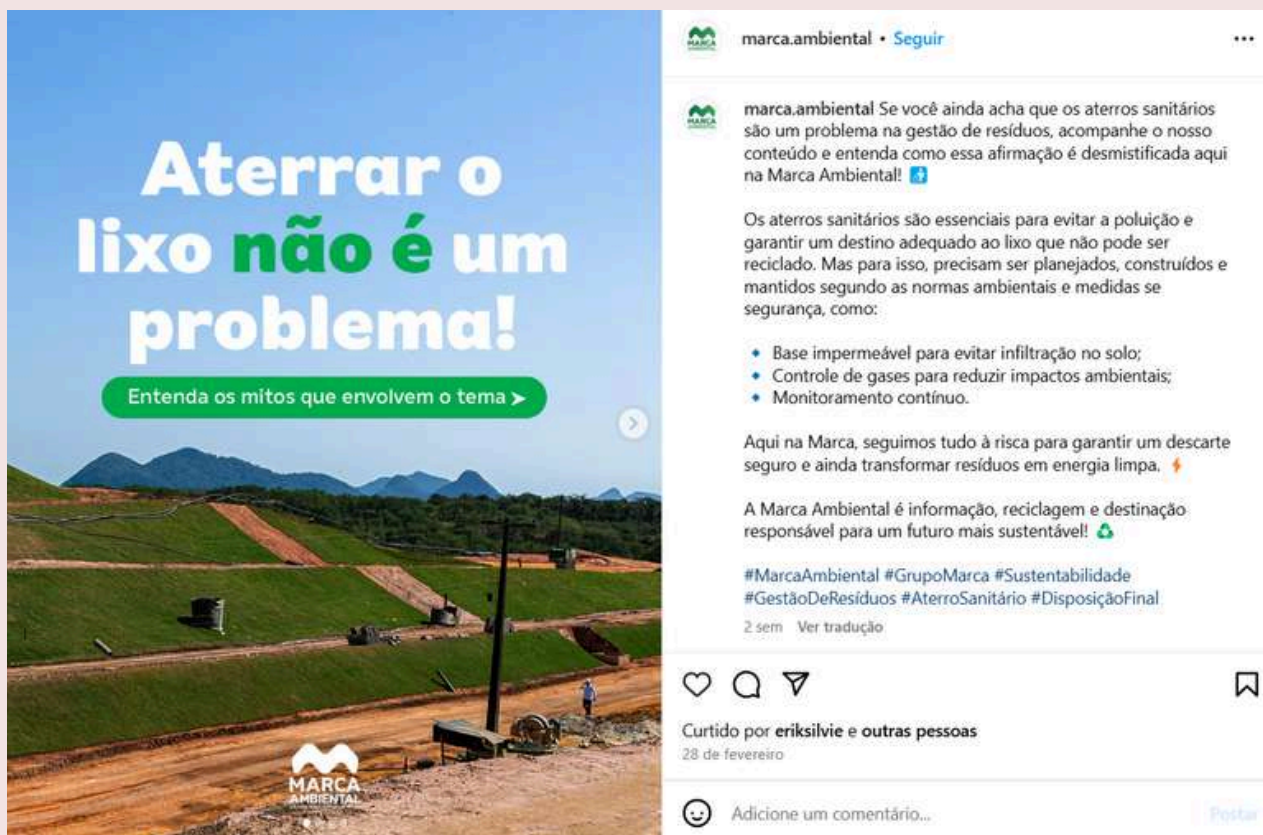 Aterrar o
lixo não é um
problema!
Entenda os mitos que envolvem o tema ➤
MARCA
AMBIENTAL
MARCA
AMBIENTAL
marca.ambiental • Seguir
MARCA
AMBIENTAL
marca.ambiental Se você ainda acha que os aterros sanitários
são um problema na gestão de resíduos, acompanhe o nosso
conteúdo e entenda como essa afirmação é desmistificada aqui
na Marca Ambiental! 🚮
Os aterros sanitários são essenciais para evitar a poluição e
garantir um destino adequado ao lixo que não pode ser
reciclado. Mas para isso, precisam ser planejados, construídos e
mantidos segundo as normas ambientais e medidas se
segurança, como:
🔹 Base impermeável para evitar infiltração no solo;
🔹 Controle de gases para reduzir impactos ambientais;
🔹 Monitoramento contínuo.
Aqui na Marca, seguimos tudo à risca para garantir um descarte
seguro e ainda transformar resíduos em energia limpa. ⚡
A Marca Ambiental é informação, reciclagem e destinação
responsável para um futuro mais sustentável! ♻️
#MarcaAmbiental #GrupoMarca #Sustentabilidade
#GestãoDeResíduos #AterroSanitário #DisposiçãoFinal
2 sem Ver tradução
Curtido por eriksilvie e outras pessoas
28 de fevereiro
Adicione um comentário... Postar